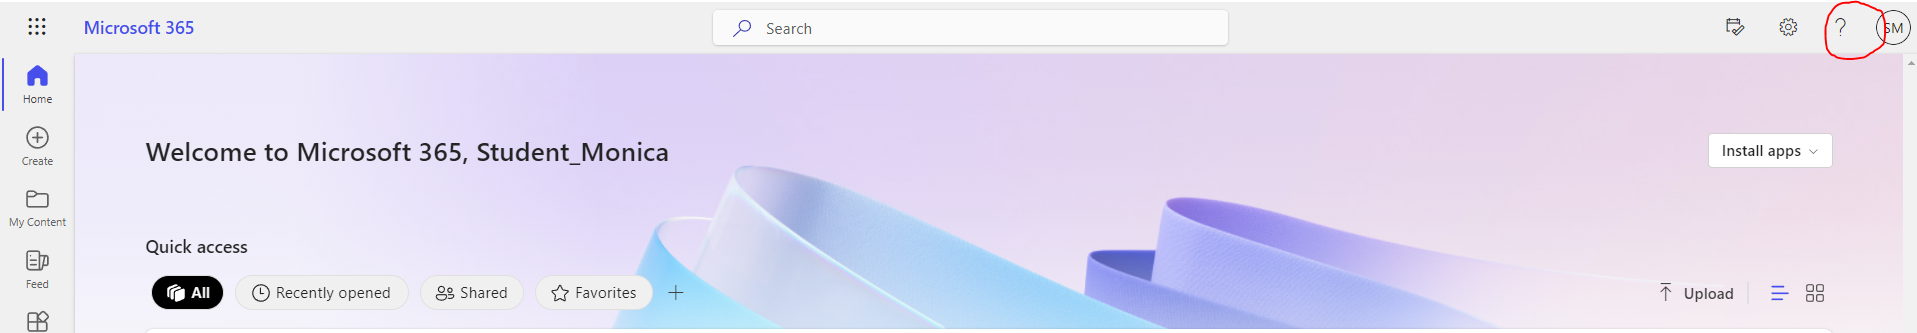 Microsoft 365
Search
?
SM
Home
Create
My Content
Feed
Welcome to Microsoft 365, Student_Monica
Install apps
Quick access
All
Recently opened
Shared
Favorites
Upload